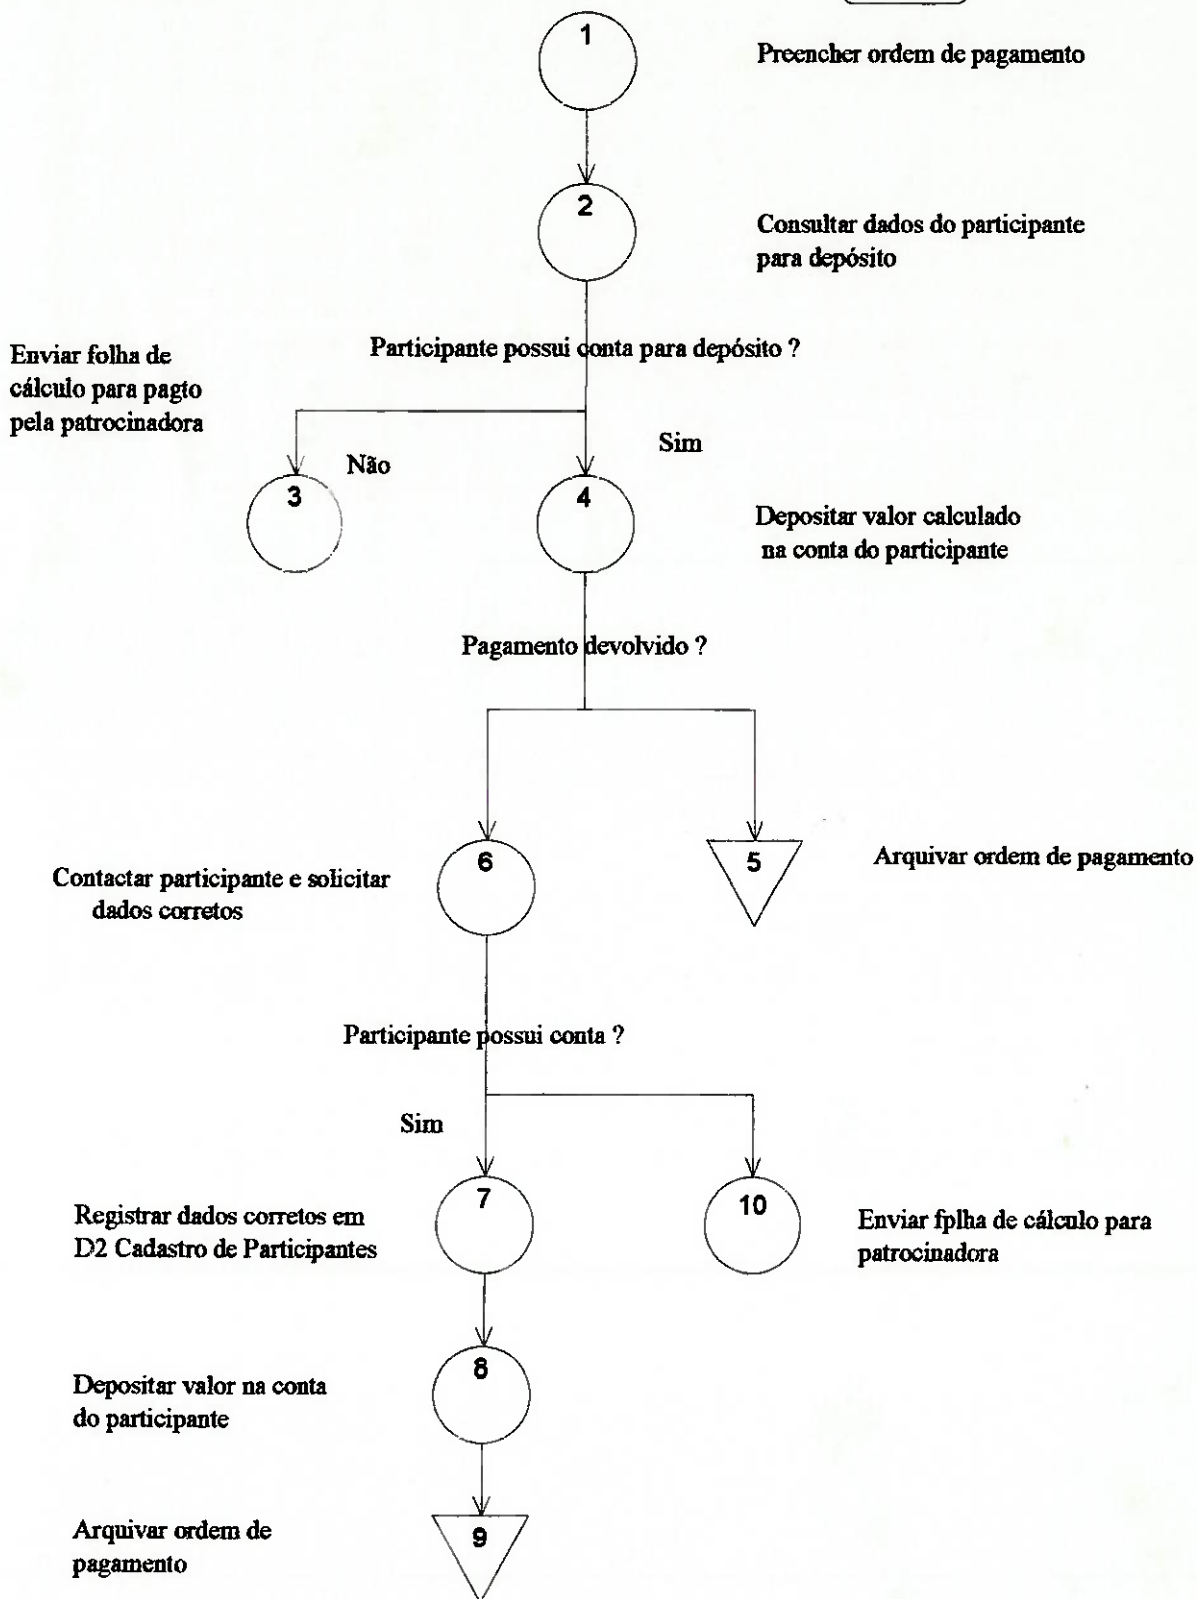 1
Preencher ordem de pagamento
2
Consultar dados do participante
para depósito
Participante possui conta para depósito ?
Enviar folha de
cálculo para pagto
pela patrocinadora
Não
Sim
3
4
Depositar valor calculado
na conta do participante
Pagamento devolvido ?
6
5
Arquivar ordem de pagamento
Contactar participante e solicitar
dados corretos
Participante possui conta ?
Sim
7
10
Registrar dados corretos em
D2 Cadastro de Participantes
Enviar fplha de cálculo para
patrocinadora
8
Depositar valor na conta
do participante
Arquivar ordem de
pagamento
9